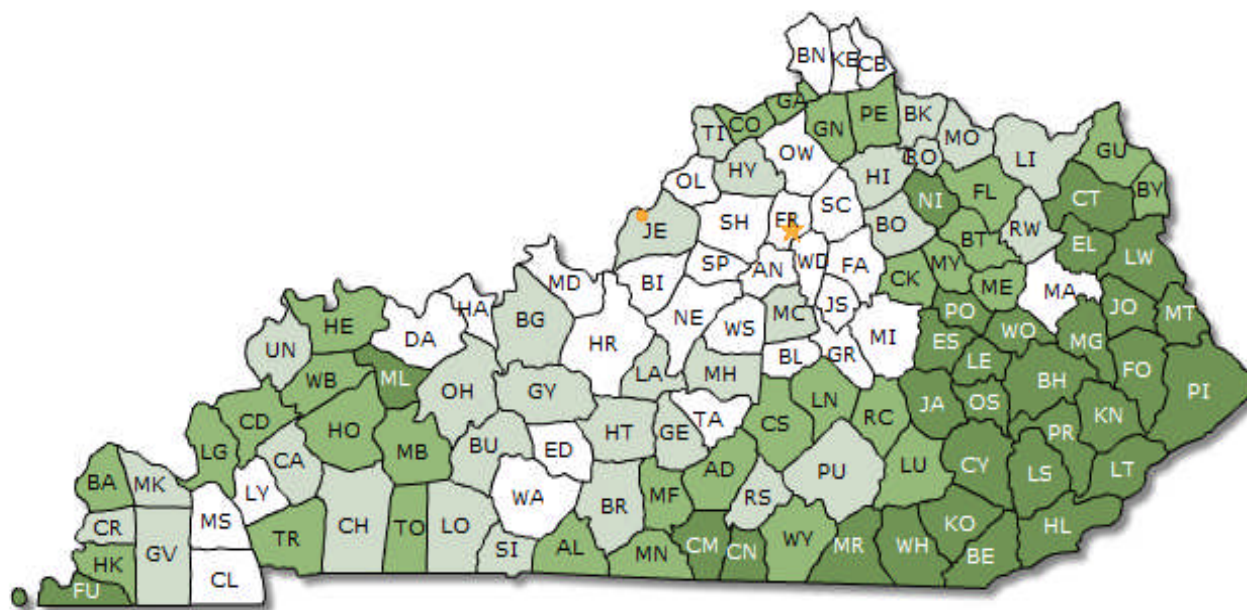 BN KE CB
GA
CO GN PE BK
TI MO
OW RO LI GU
HY HI
OL NI FL CT BY
SC
JE SH FR BO RW
BT EL LW
SP AN WD FA MY
MD BI CK ME MA
HA JS JO
HE BG NE MC PO MT
DA WS WO
UN HR MI ES MG
BL GR LE FO
WB ML LA MH BH PI
OH GY
CD HO TA LN RC JA OS KN
CS
HT GE PR
LG MB BU ED
CA AD PU LU CY LS LT
BA MK LY WA BR MF RS
CR MS KO HL
TR CH TO LO
GV SI AL MN CM CN WY MR WH BE
HK CL
FU